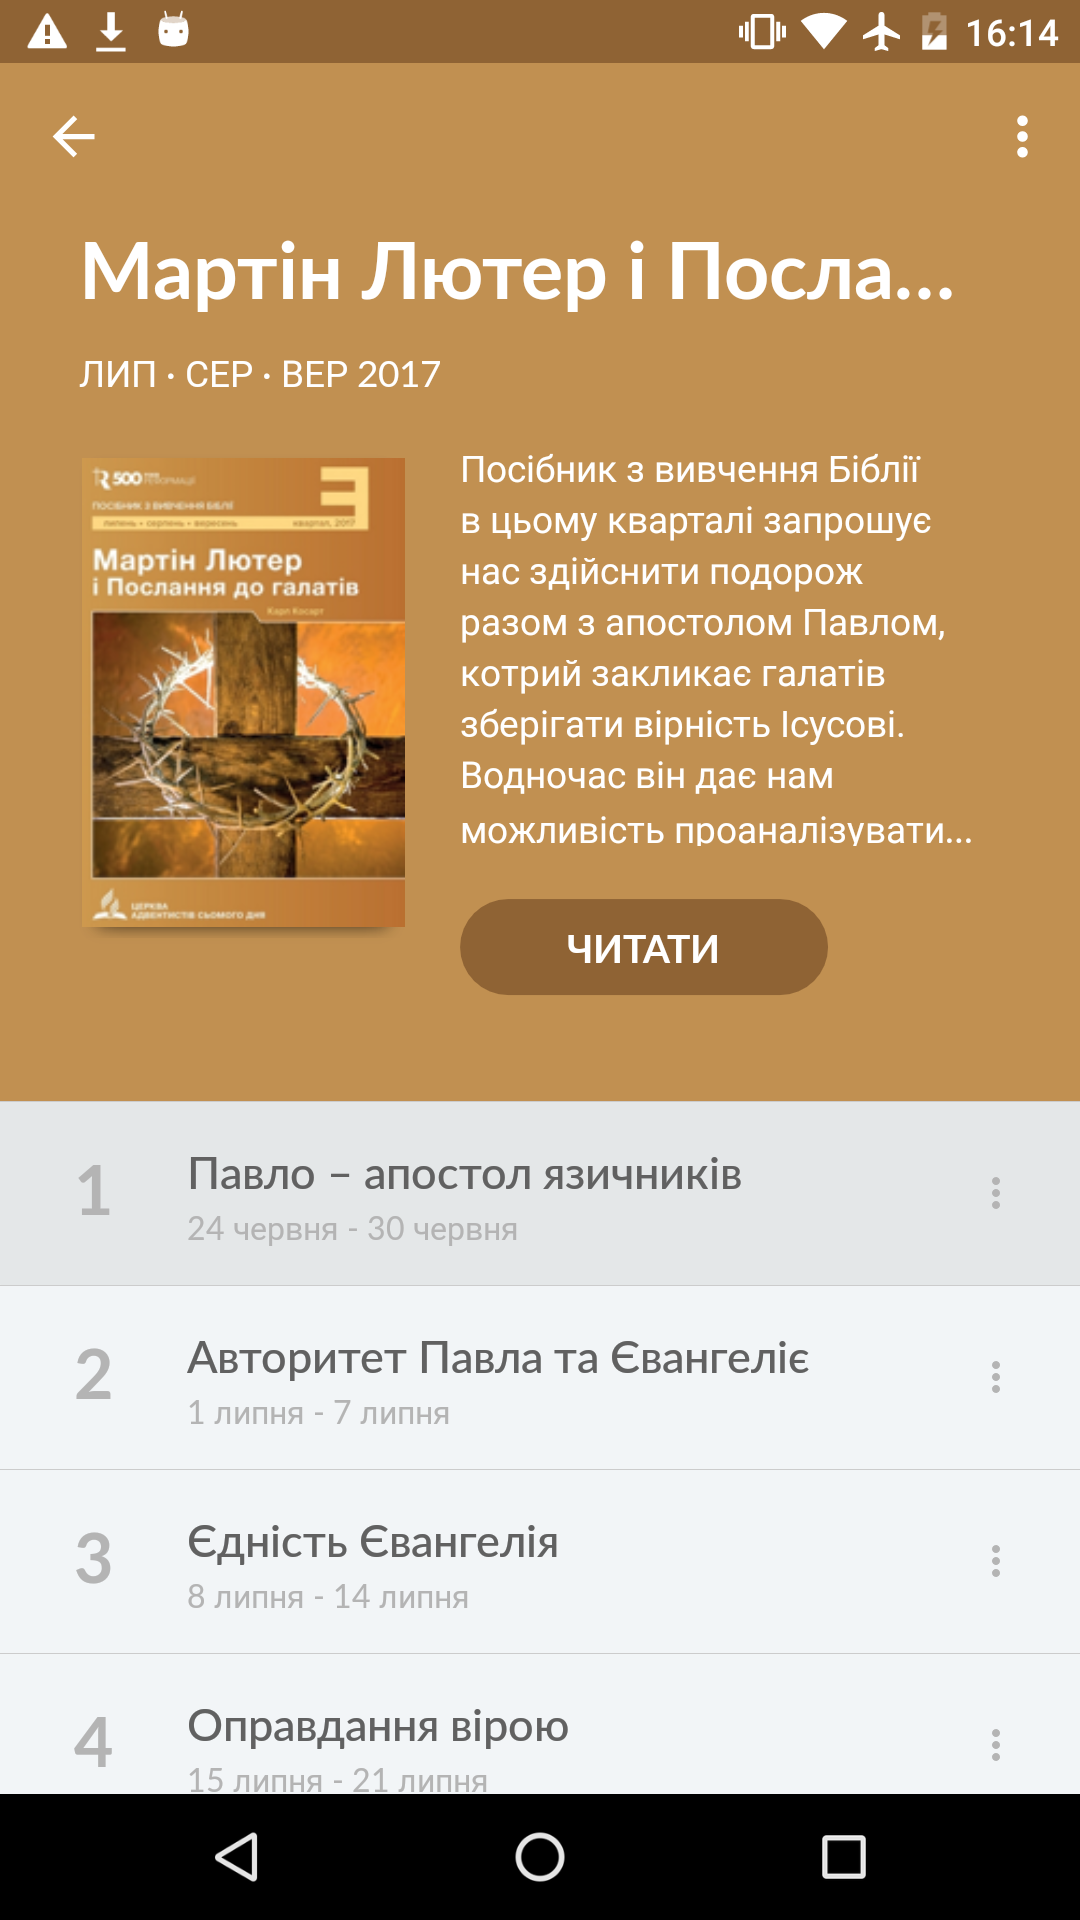 16:14
Мартін Лютер і Посла...
ЛИП · СЕР · ВЕР 2017
500
ПОСІБНИК З ВИВЧЕННЯ БІБЛІЇ
липень • серпень • вересень квартал, 2017
Мартін Лютер
і Послання до галатів
Карл Косарт
ЦЕРКВА
АДВЕНТИСТІВ СЬОМОГО ДНЯ
Посібник з вивчення Біблії
в цьому кварталі запрошує
нас здійснити подорож
разом з апостолом Павлом,
котрий закликає галатів
зберігати вірність Ісусові.
Водночас він дає нам
можливість проаналізувати...
ЧИТАТИ
1 Павло – апостол язичників
24 червня - 30 червня
2 Авторитет Павла та Євангеліє
1 липня - 7 липня
3 Єдність Євангелія
8 липня - 14 липня
4 Оправдання вірою
15 липня - 21 липня